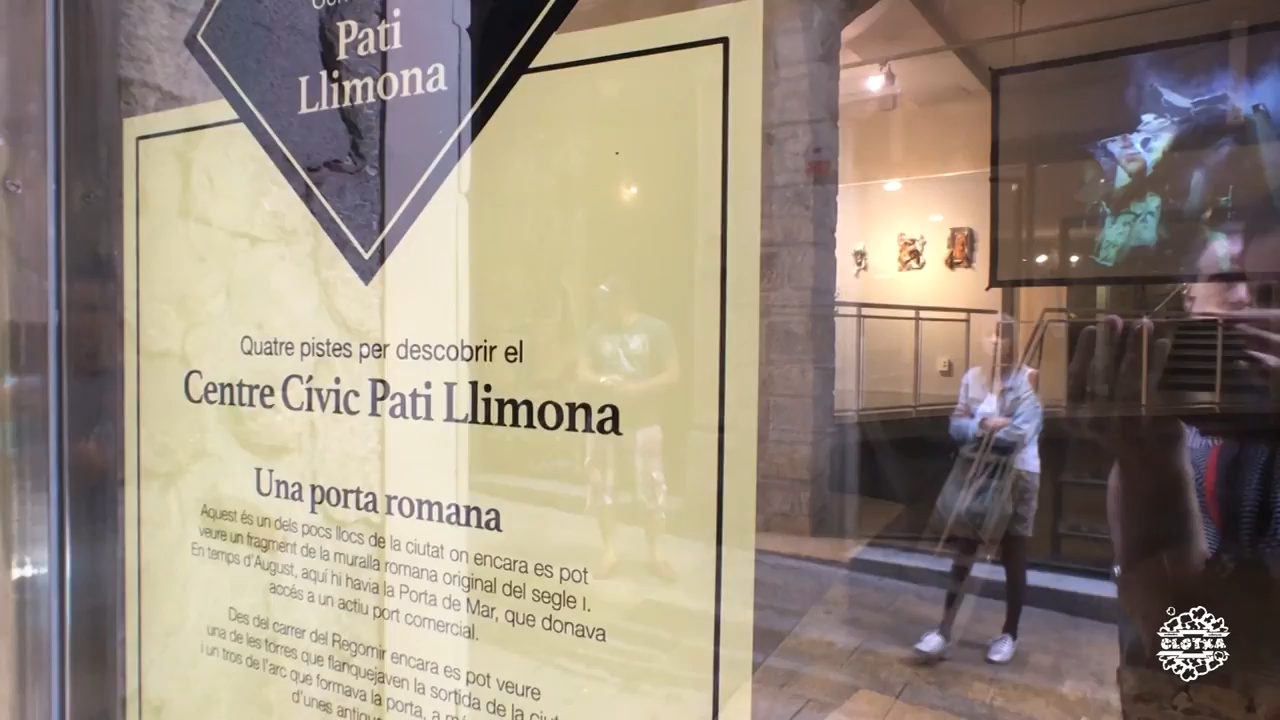 Pati
Llimona
Quatre pistes per descobrir el
Centre Cívic Pati Llimona
Una porta romana
Aquest és un dels pocs llocs de la ciutat on encara es pot
veure un fragment de la muralla romana original del segle I.
En temps d'August, aquí hi havia la Porta de Mar, que donava
accés a un actiu port comercial.
Des del carrer del Regomir encara es pot veure
una de les torres que flanquejaven la sortida de la
i un tros de l'arc que formava la porta, a
d'unes
CLOTXA